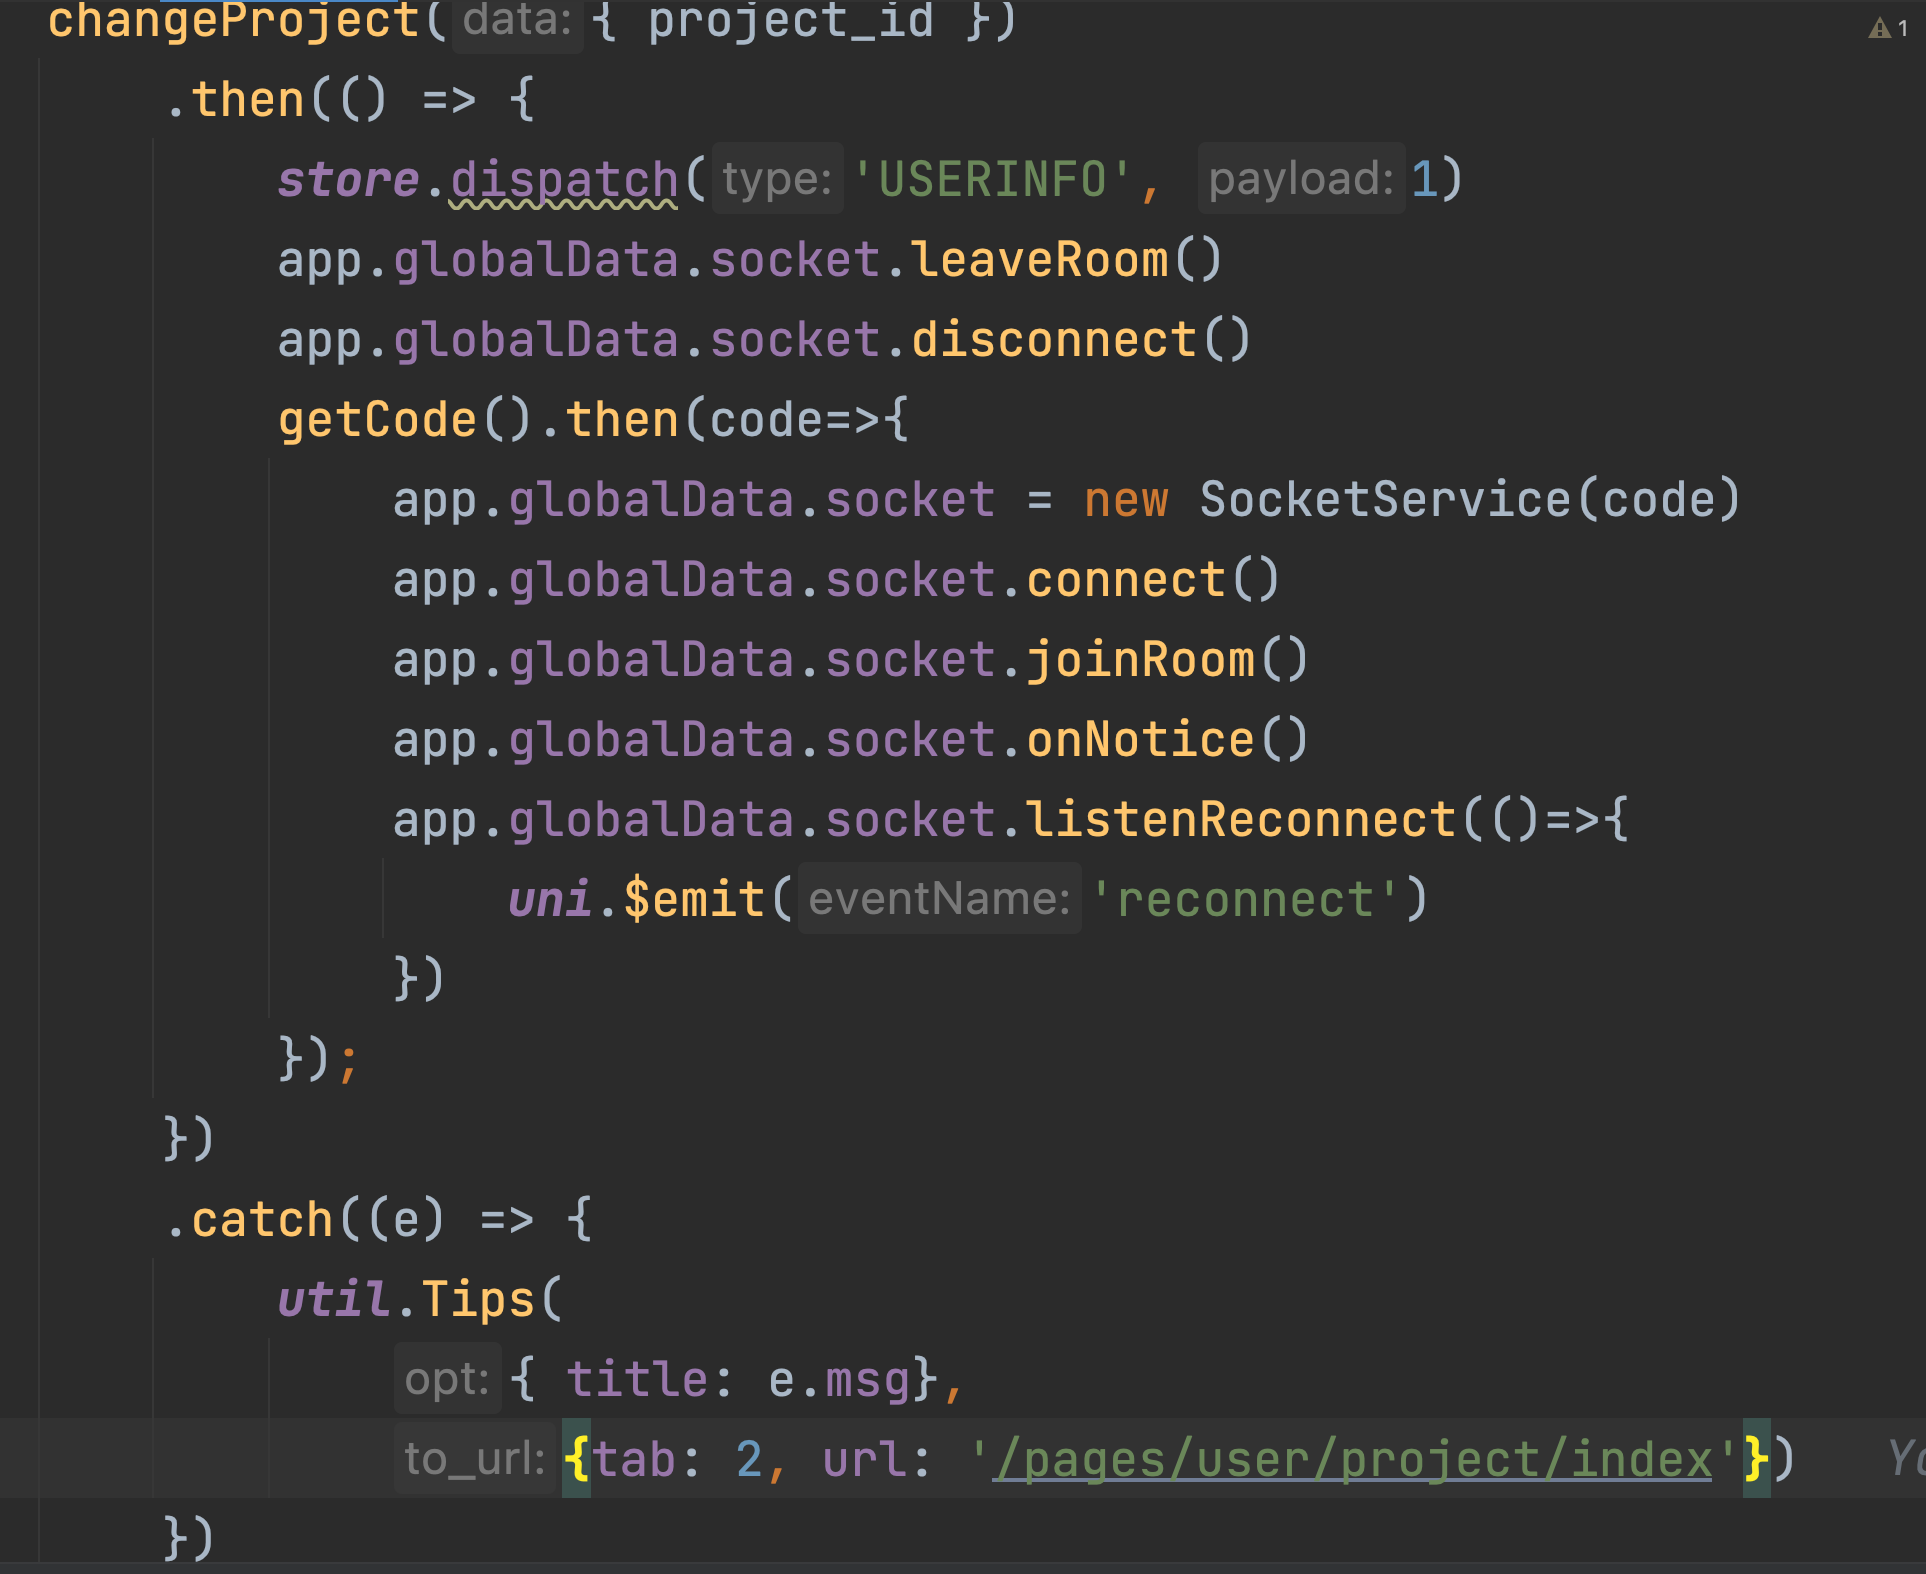 changeProject( data: { project_id })
.then(() => {
store.dispatch( type: 'USERINFO', payload: 1)
app.globalData.socket.leaveRoom()
app.globalData.socket.disconnect()
getCode().then(code=>{
app.globalData.socket = new SocketService(code)
app.globalData.socket.connect()
app.globalData.socket.joinRoom()
app.globalData.socket.onNotice()
app.globalData.socket.listenReconnect(()=>{
uni.$emit( eventName: 'reconnect')
})
});
})
.catch((e) => {
util.Tips(
opt: { title: e.msg},
to_url: {tab: 2, url: '/pages/user/project/index'})
})
1